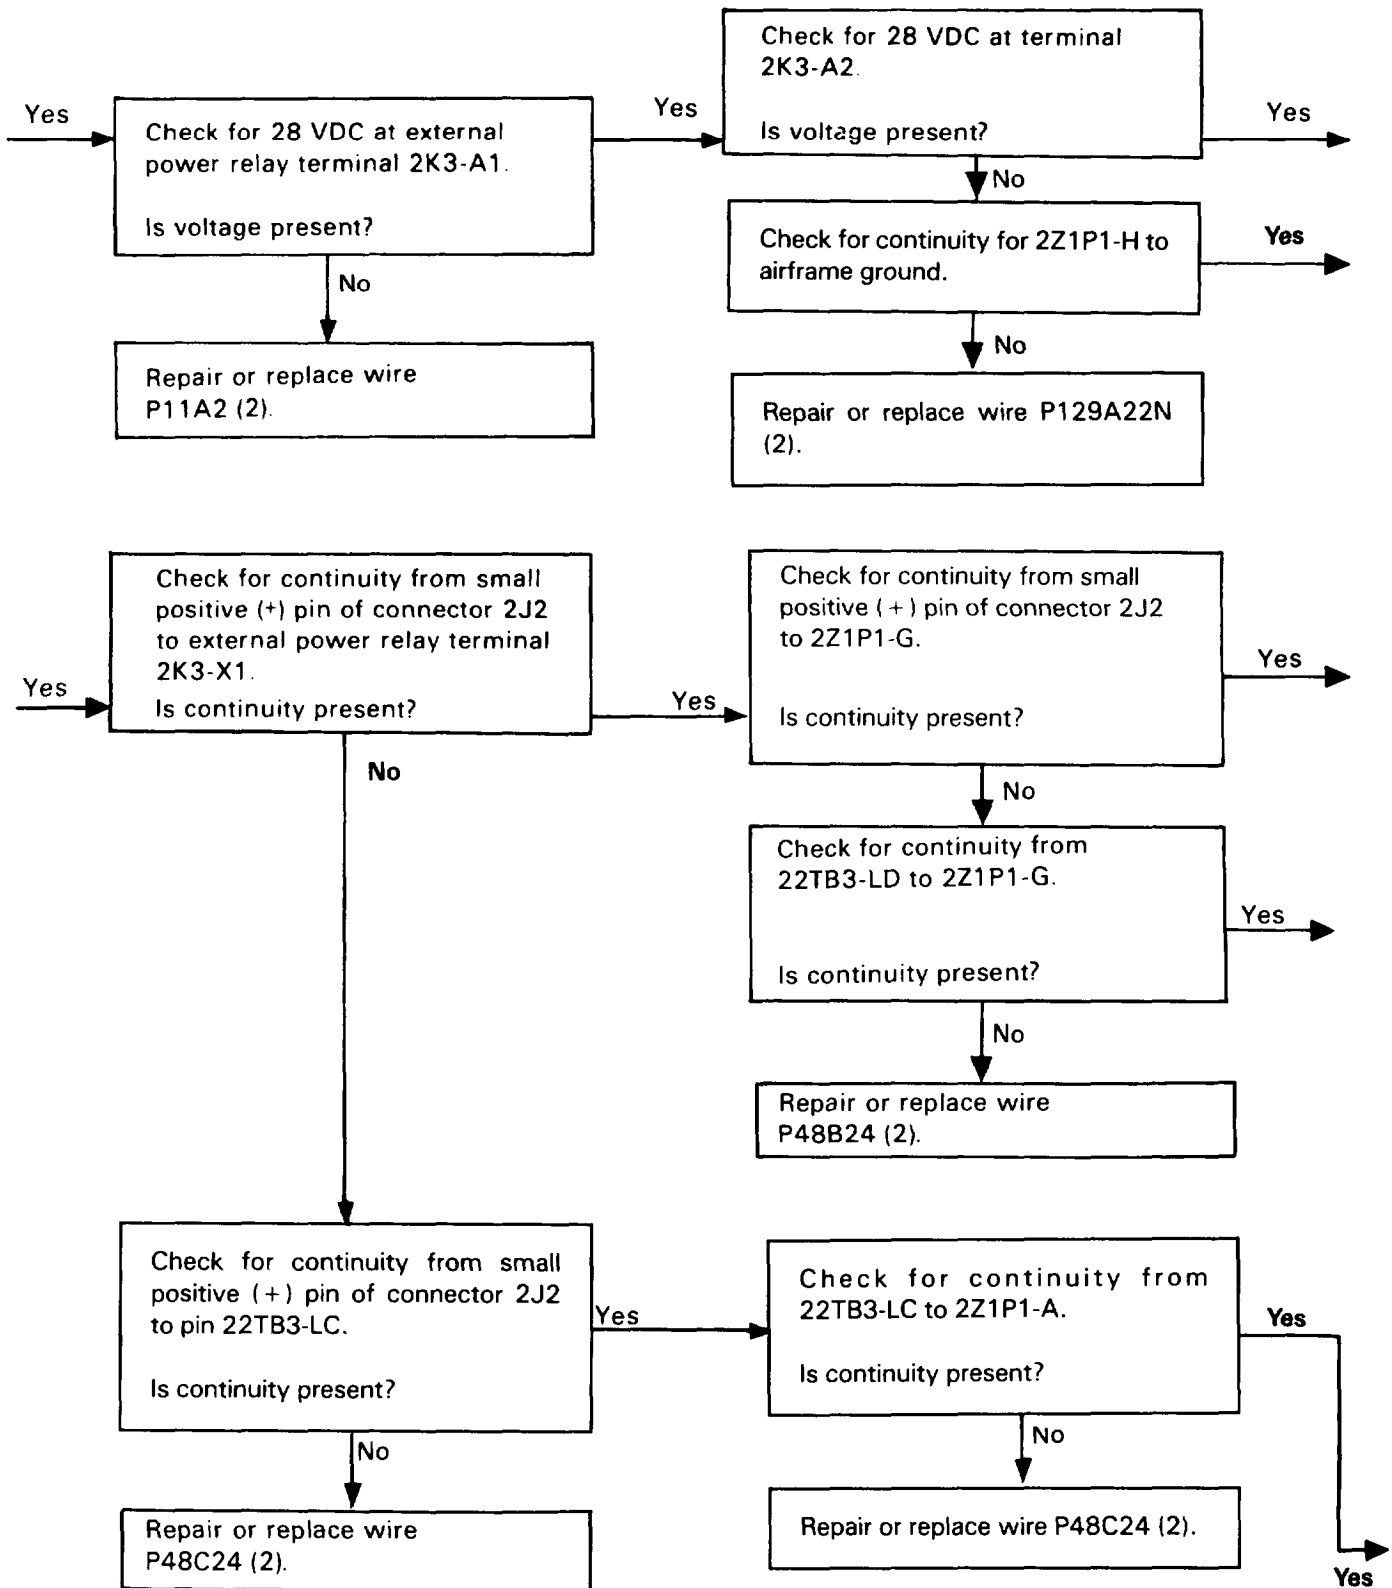 Yes
Check for 28 VDC at external
power relay terminal 2K3-A1.
Is voltage present?
Yes
Check for 28 VDC at terminal
2K3-A2.
Is voltage present?
Yes
No
No
Check for continuity for 2Z1P1-H to
airframe ground.
Yes
Repair or replace wire
P11A2 (2).
No
Repair or replace wire P129A22N
(2).
Yes
Check for continuity from small
positive (+) pin of connector 2J2
to external power relay terminal
2K3-X1.
Is continuity present?
Yes
Check for continuity from small
positive (+) pin of connector 2J2
to 2Z1P1-G.
Is continuity present?
Yes
No
No
Check for continuity from
22TB3-LD to 2Z1P1-G.
Is continuity present?
Yes
No
Repair or replace wire
P48B24 (2).
Check for continuity from small
positive (+) pin of connector 2J2
to pin 22TB3-LC.
Is continuity present?
Yes
Check for continuity from
22TB3-LC to 2Z1P1-A.
Is continuity present?
Yes
No
No
Repair or replace wire
P48C24 (2).
Repair or replace wire P48C24 (2).
Yes